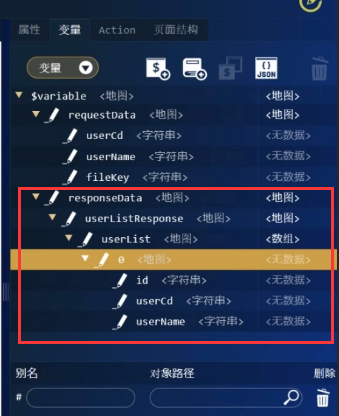 属性 变量 Action 页面结构
变量 $ {} JSON
$variable <地图> <地图>
requestData <地图> <地图>
userCd <字符串> <无数据>
userName <字符串> <无数据>
fileKey <字符串> <无数据>
responseData <地图> <地图>
userListResponse <地图> <地图>
userList <地图> <数组>
0 <地图> <无数据>
id <字符串> <无数据>
userCd <字符串> <无数据>
userName <字符串> <无数据>
别名 对象路径 删除
#